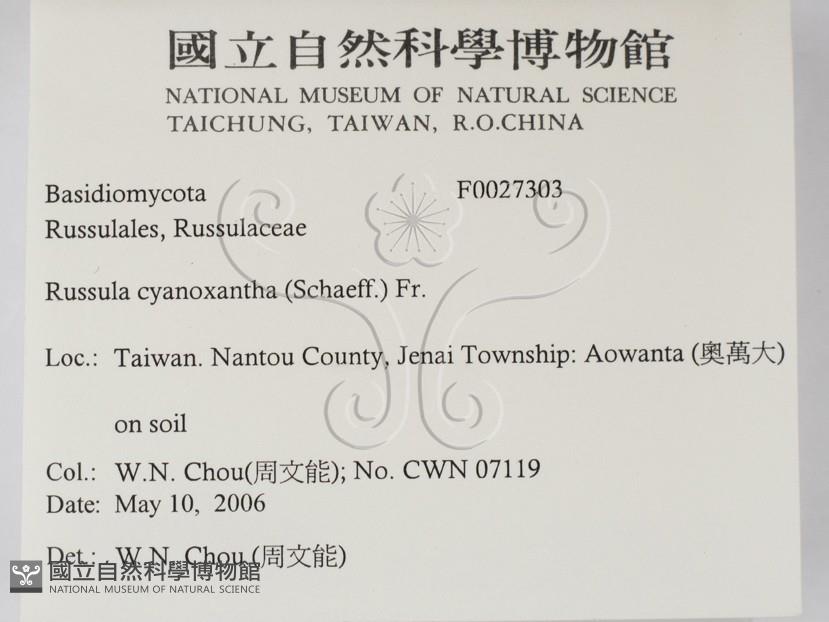 國立自然科學博物館
NATIONAL MUSEUM OF NATURAL SCIENCE
TAICHUNG, TAIWAN, R.O.CHINA
Basidiomycota F0027303
Russulales, Russulaceae
Russula cyanoxantha (Schaeff.) Fr.
Loc.: Taiwan. Nantou County, Jenai Township: Aowanta (奧萬大)
on soil
Col.: W.N. Chou(周文能); No. CWN 07119
Date: May 10, 2006
Det.: W.N. Chou (周文能)
國立自然科學博物館
NATIONAL MUSEUM OF NATURAL SCIENCE